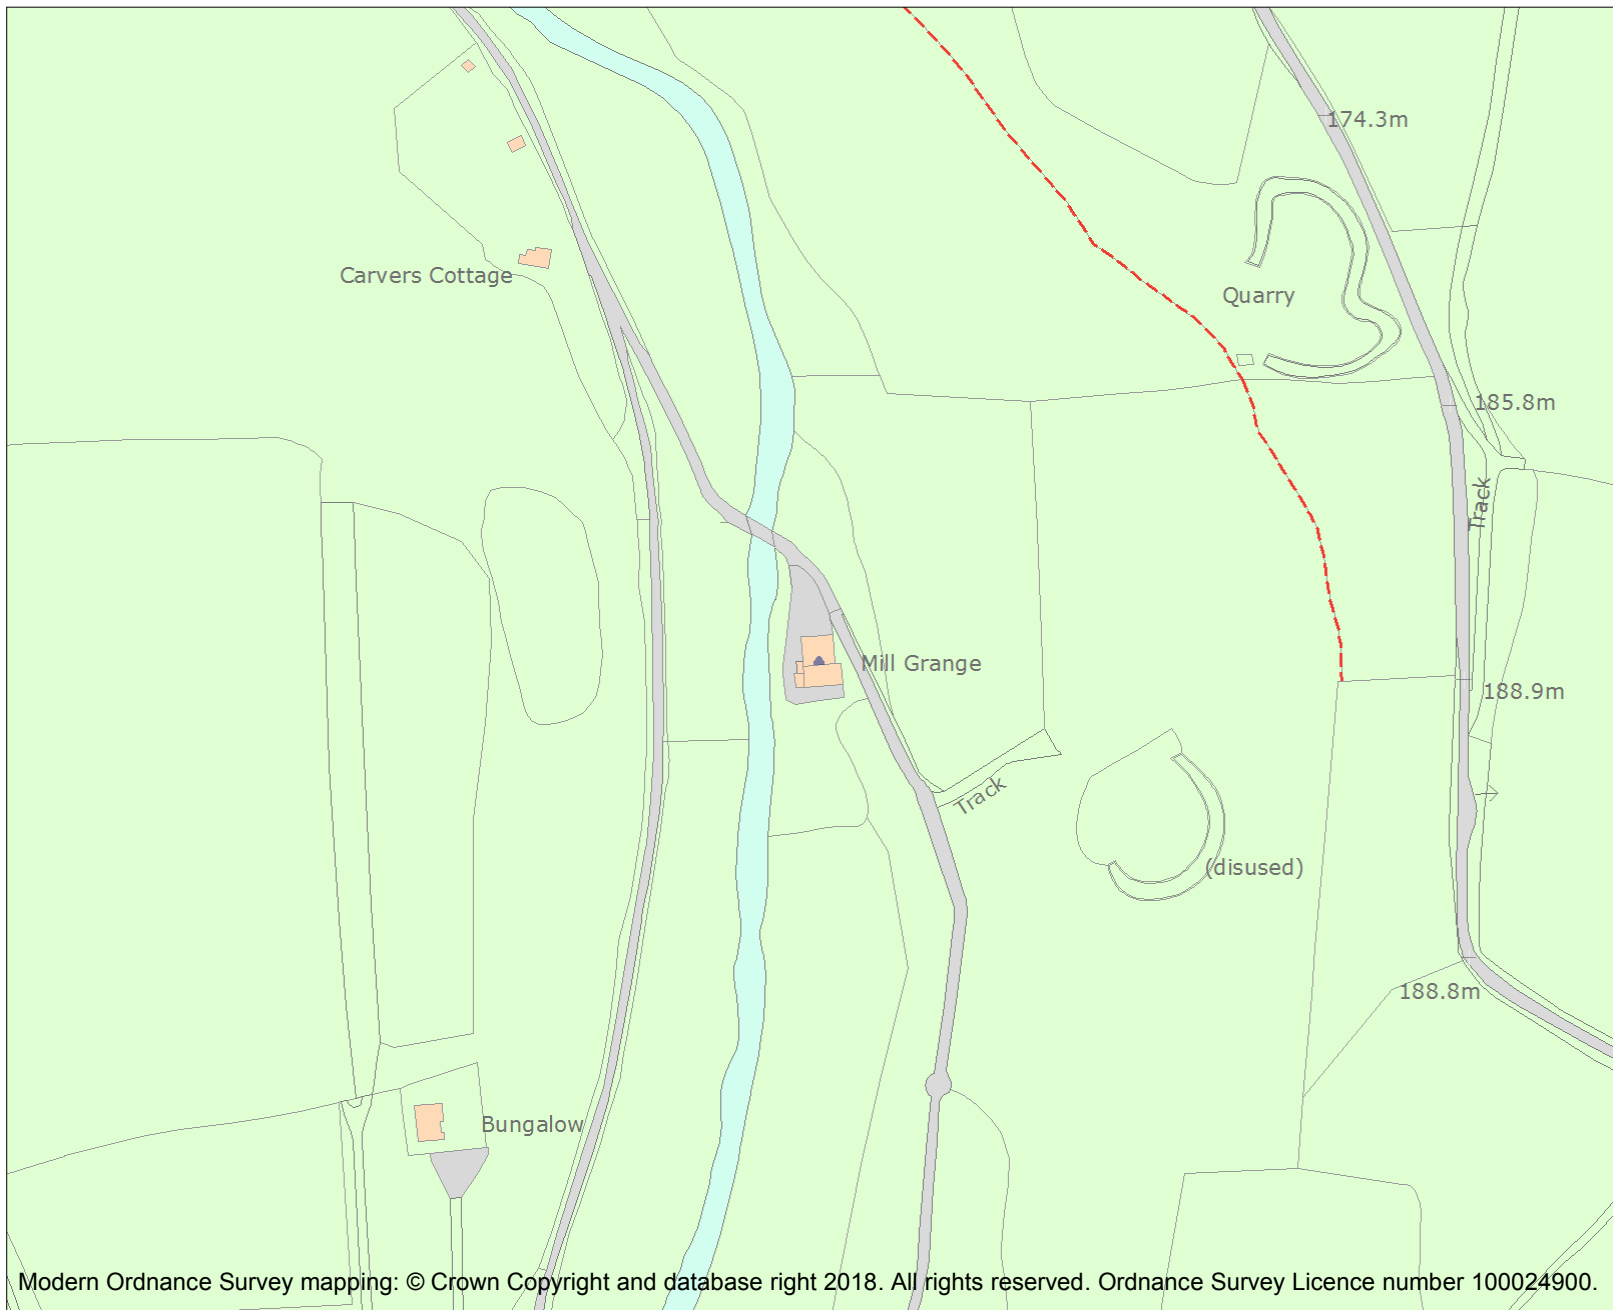 174.3m
Carvers Cottage
Quarry
185.8m
Track
Mill Grange
188.9m
Track
(disused)
188.8m
Bungalow
Modern Ordnance Survey mapping: © Crown Copyright and database right 2018. All rights reserved. Ordnance Survey Licence number 100024900.